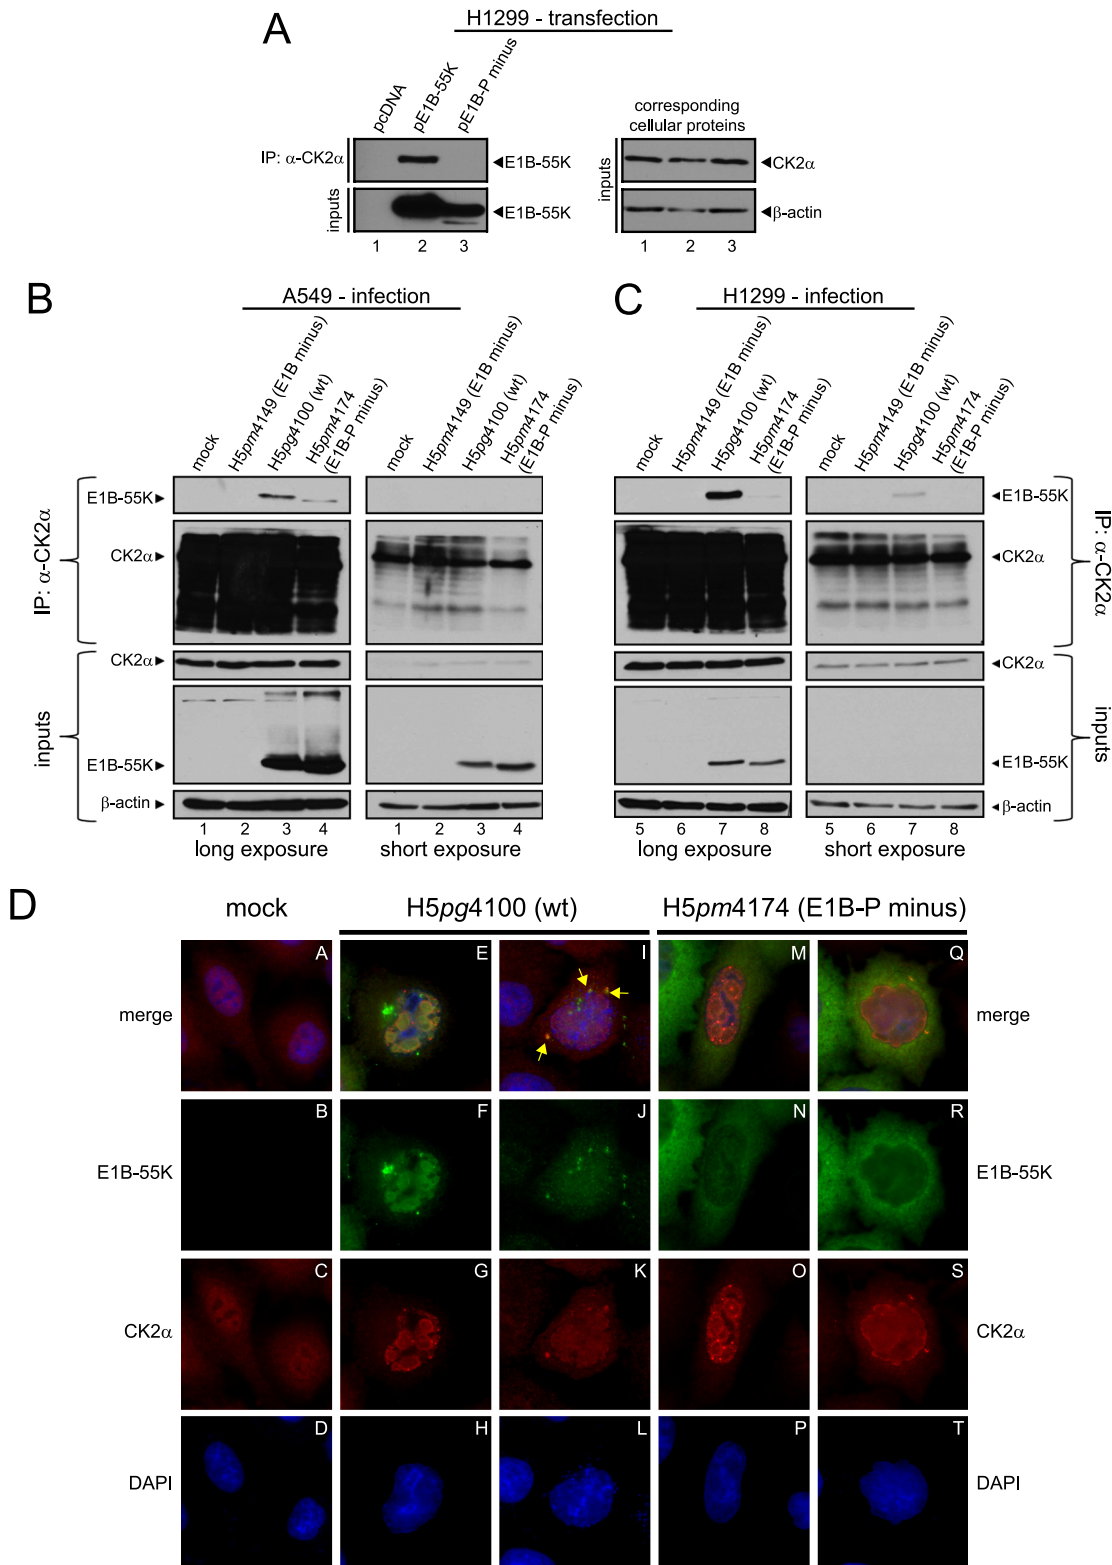 A
H1299 - transfection
pcDNA
pE1B-55K
pE1B-P minus
corresponding
cellular proteins
IP: α-CK2α
◄E1B-55K
inputs
◄CK2α
inputs
◄E1B-55K
◄β-actin
1 2 3
1 2 3
B
A549 - infection
C
H1299 - infection
mock
H5pm4149 (E1B minus)
H5pg4100 (wt)
H5pm4174
(E1B-P minus)
mock
H5pm4149 (E1B minus)
H5pg4100 (wt)
H5pm4174
(E1B-P minus)
mock
H5pm4149 (E1B minus)
H5pg4100 (wt)
H5pm4174
(E1B-P minus)
mock
H5pm4149 (E1B minus)
H5pg4100 (wt)
H5pm4174
(E1B-P minus)
IP: α-CK2α
E1B-55K►
◄E1B-55K
IP: α-CK2α
CK2α►
◄CK2α
inputs
CK2α►
◄CK2α
inputs
E1B-55K►
◄E1B-55K
β-actin ►
◄β-actin
1 2 3 4
1 2 3 4
5 6 7 8
5 6 7 8
long exposure
short exposure
long exposure
short exposure
D
mock
H5pg4100 (wt)
H5pm4174 (E1B-P minus)
A E I M Q
merge
merge
B F J N R
E1B-55K
E1B-55K
C G K O S
CK2α
CK2α
D H L P T
DAPI
DAPI